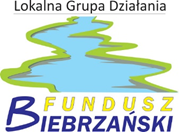 Lokalna Grupa Działania
FUNDUSZ
BIEBRZAŃSKI